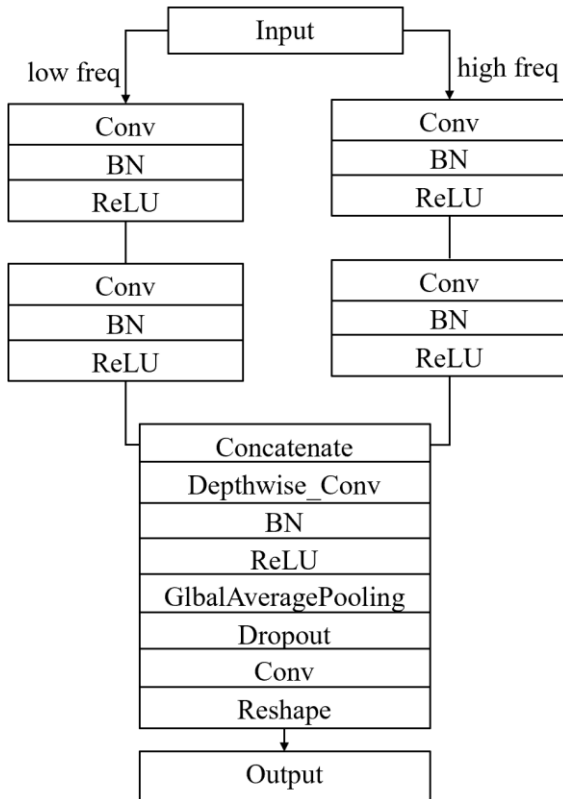 Input
low freq
high freq
Conv
BN
ReLU
Conv
BN
ReLU
Conv
BN
ReLU
Conv
BN
ReLU
Concatenate
Depthwise_Conv
BN
ReLU
GlbalAveragePooling
Dropout
Conv
Reshape
Output